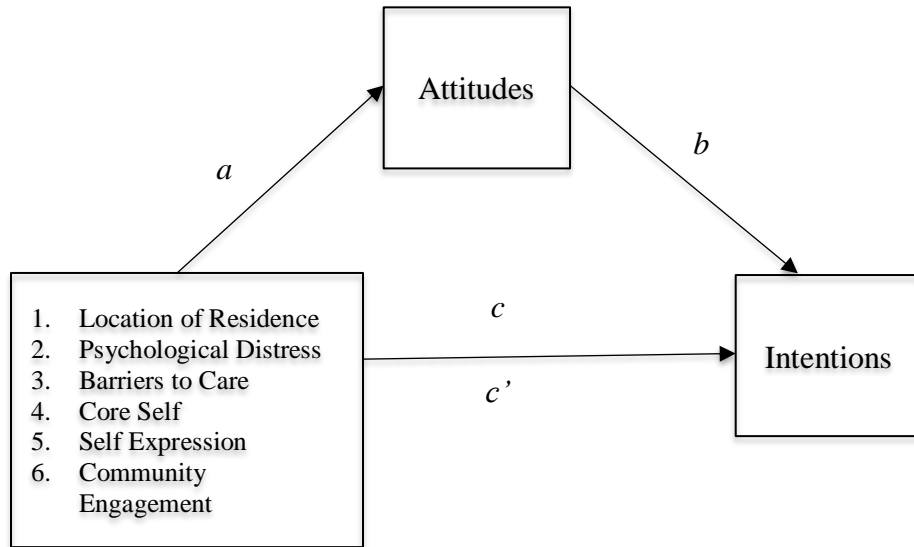 Attitudes
a
b
1. Location of Residence
2. Psychological Distress
3. Barriers to Care
4. Core Self
5. Self Expression
6. Community
Engagement
c
c’
Intentions